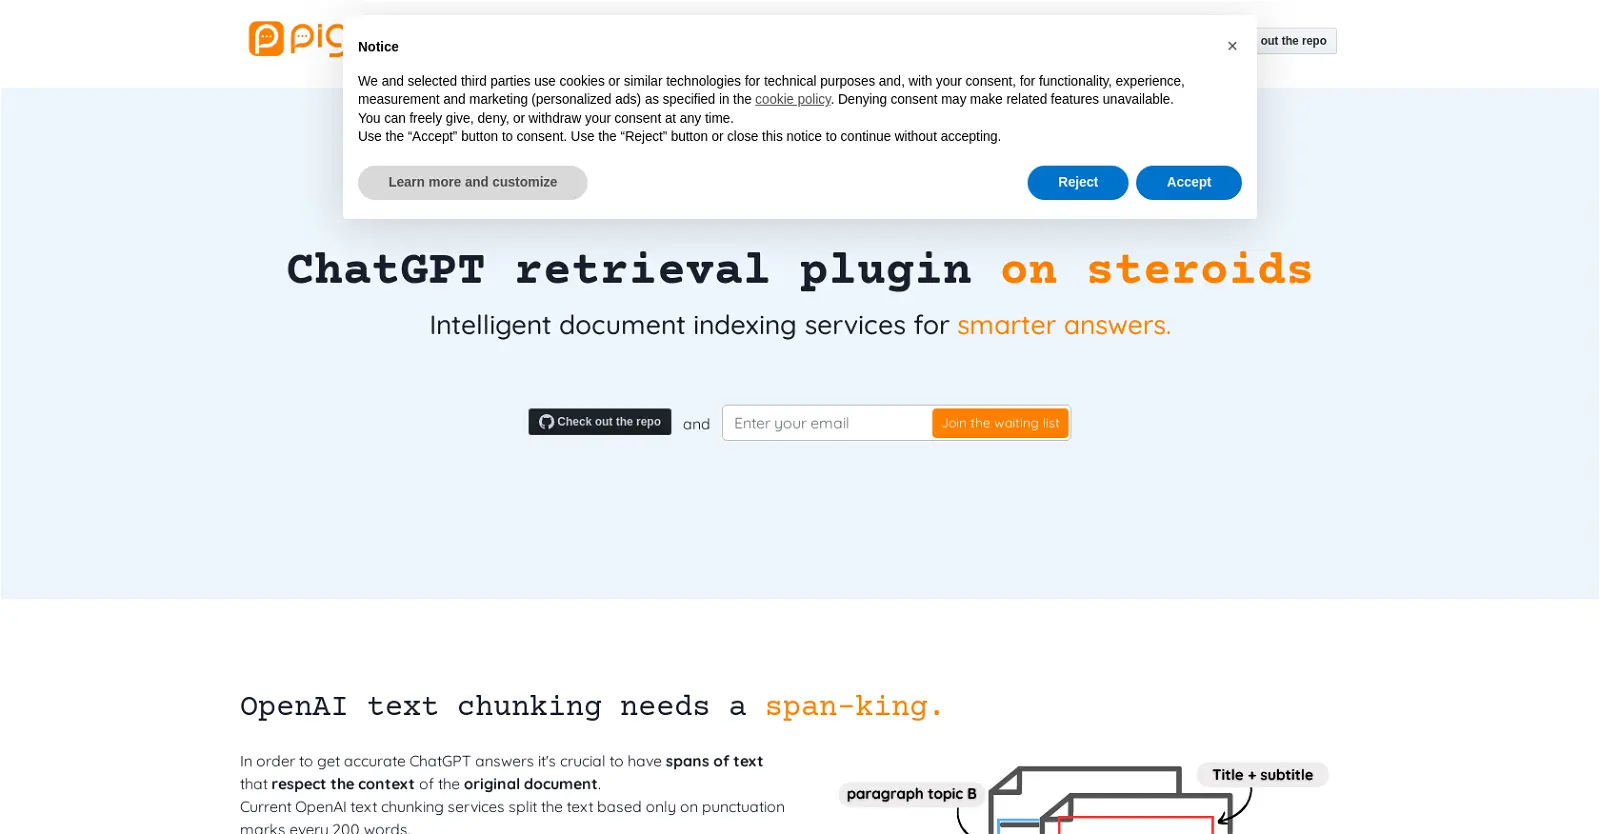 pig
out the repo
Notice
×
We and selected third parties use cookies or similar technologies for technical purposes and, with your consent, for functionality, experience,
measurement and marketing (personalized ads) as specified in the cookie policy. Denying consent may make related features unavailable.
You can freely give, deny, or withdraw your consent at any time.
Use the “Accept” button to consent. Use the “Reject” button or close this notice to continue without accepting.
Learn more and customize
Reject
Accept
ChatGPT retrieval plugin on steroids
Intelligent document indexing services for smarter answers.
Check out the repo
and
Enter your email
Join the waiting list
OpenAI text chunking needs a span-king.
In order to get accurate ChatGPT answers it's crucial to have spans of text
that respect the context of the original document.
Current OpenAI text chunking services split the text based only on punctuation
marks every 200 words.
paragraph topic B
Title + subtitle